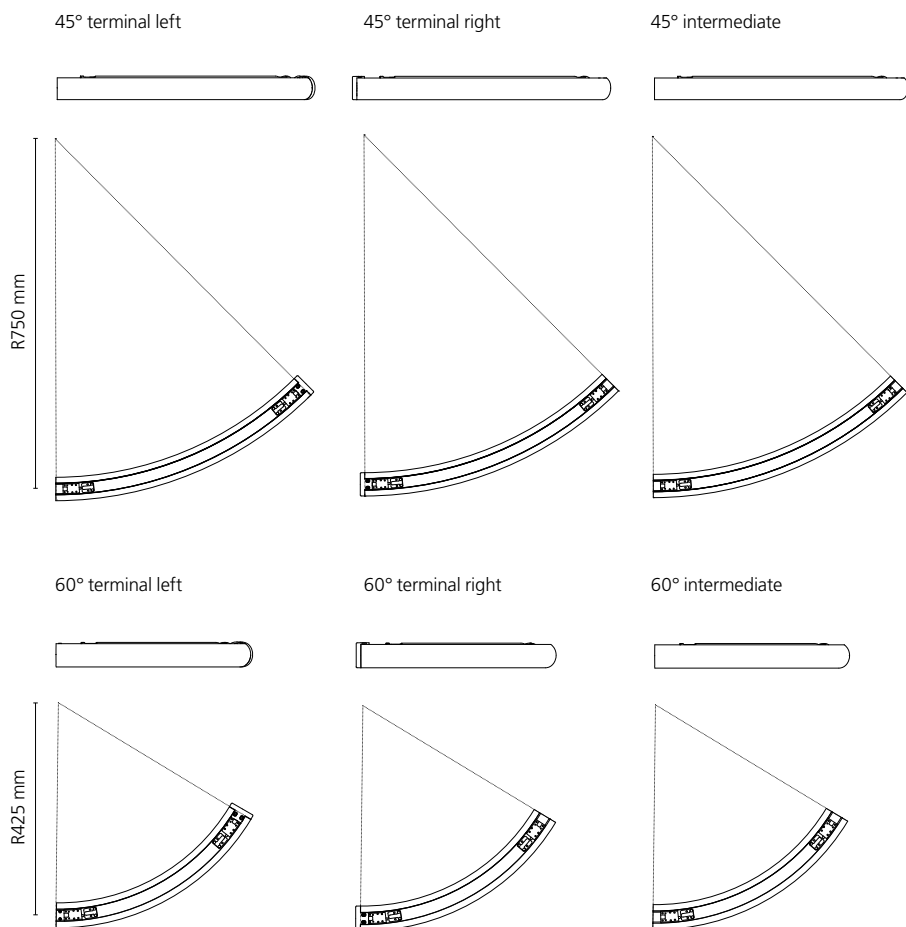 45° terminal left
45° terminal right
45° intermediate
R750 mm
60° terminal left
60° terminal right
60° intermediate
R425 mm